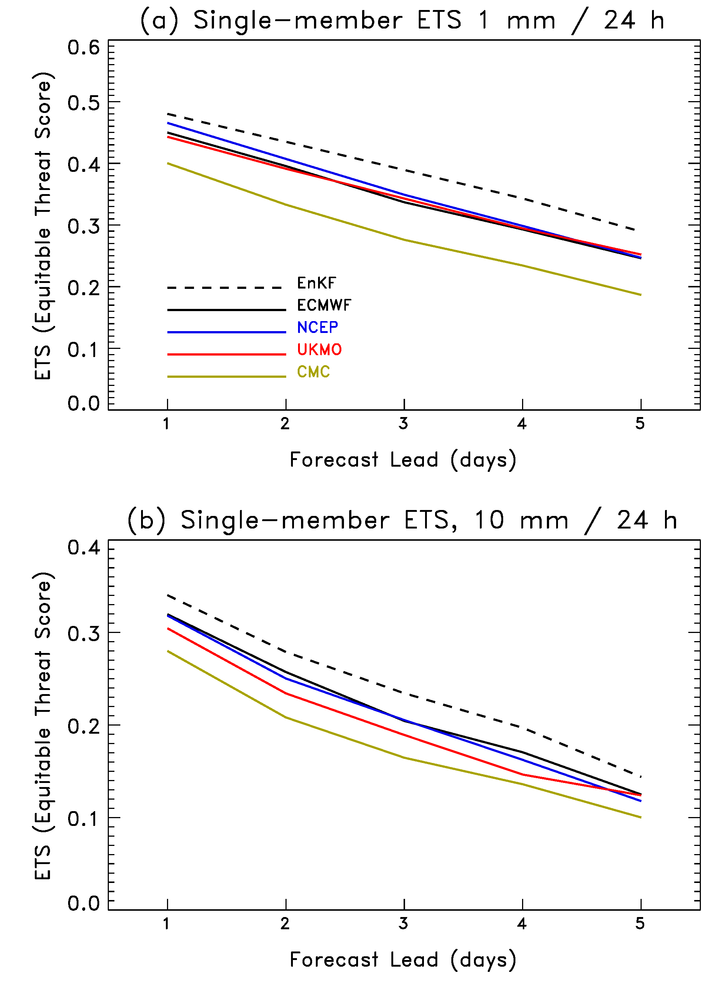 (a) Single-member ETS 1 mm / 24 h
ETS (Equitable Threat Score)
0.6
0.5
0.4
0.3
0.2
0.1
0.0
EnKF
ECMWF
NCEP
UKMO
CMC
1 2 3 4 5
Forecast Lead (days)
(b) Single-member ETS, 10 mm / 24 h
ETS (Equitable Threat Score)
0.4
0.3
0.2
0.1
0.0
1 2 3 4 5
Forecast Lead (days)